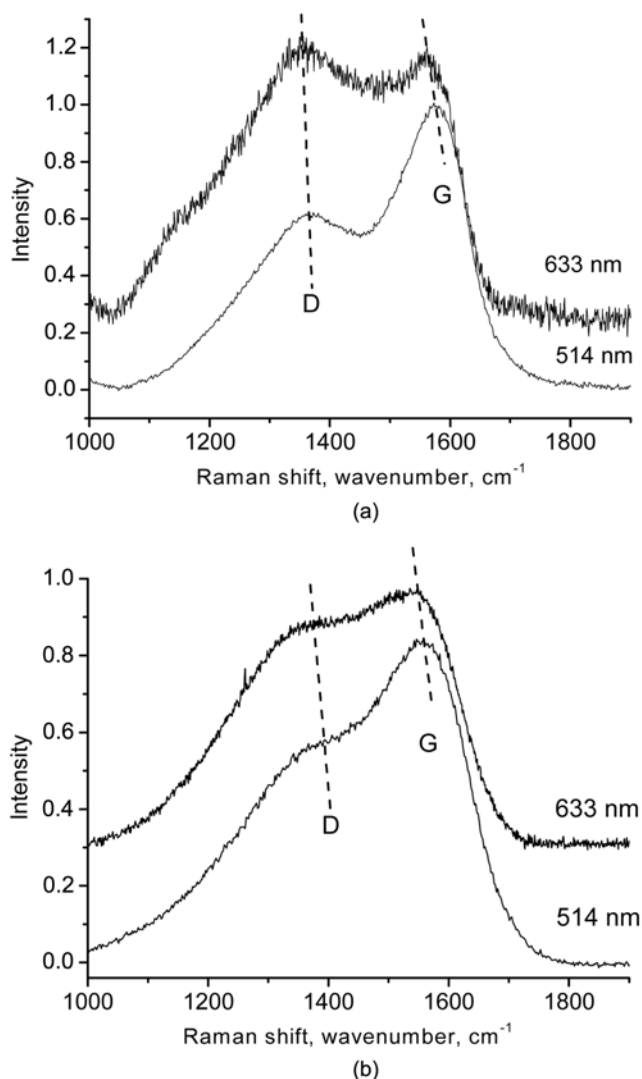 1.2
1.0
0.8
0.6
0.4
0.2
0.0
Intensity
D
G
633 nm
514 nm
1000 1200 1400 1600 1800
Raman shift, wavenumber, cm⁻¹
(a)
1.0
0.8
0.6
0.4
0.2
0.0
Intensity
D
G
633 nm
514 nm
1000 1200 1400 1600 1800
Raman shift, wavenumber, cm⁻¹
(b)